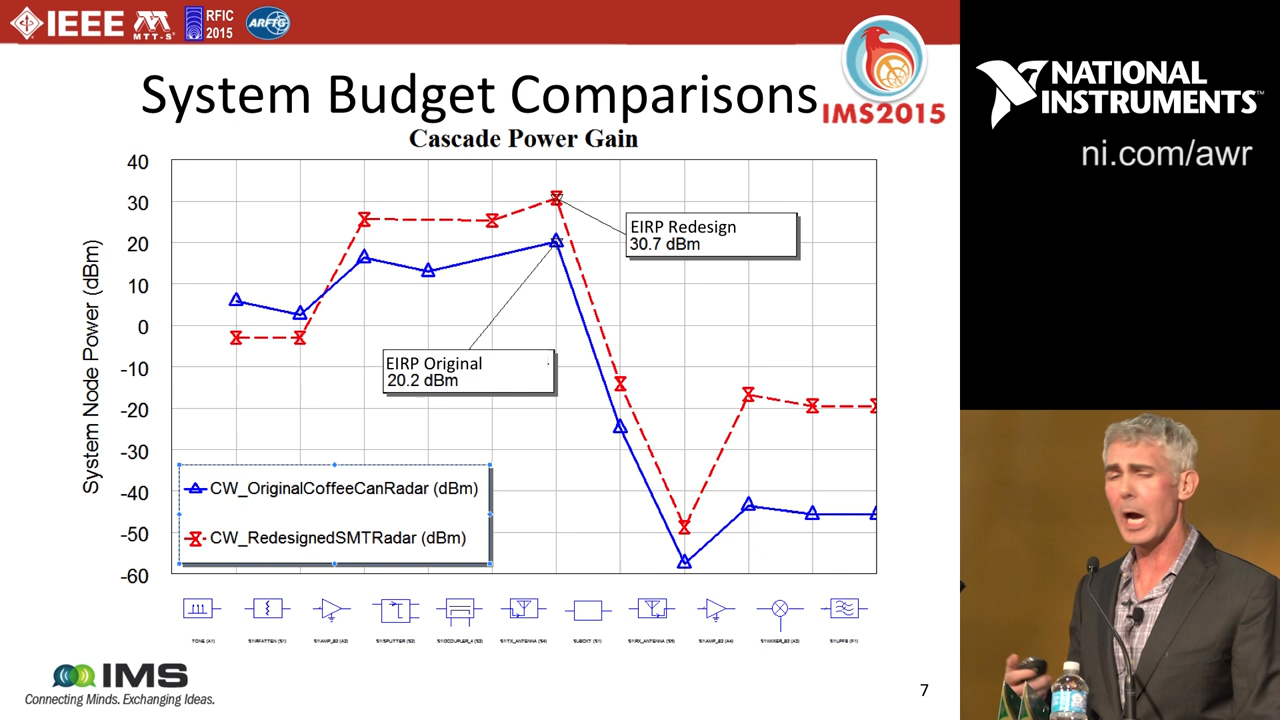 IEEE
MTT-S
RFIC
2015
ARFTG
System Budget Comparisons
IMS2015
NATIONAL
INSTRUMENTS™
ni.com/awr
Cascade Power Gain
40
30
20
10
0
-10
-20
-30
-40
-50
-60
System Node Power (dBm)
EIRP Redesign
30.7 dBm
EIRP Original
20.2 dBm
CW_OriginalCoffeeCanRadar (dBm)
CW_RedesignedSMTRadar (dBm)
IMS
Connecting Minds. Exchanging Ideas.
7